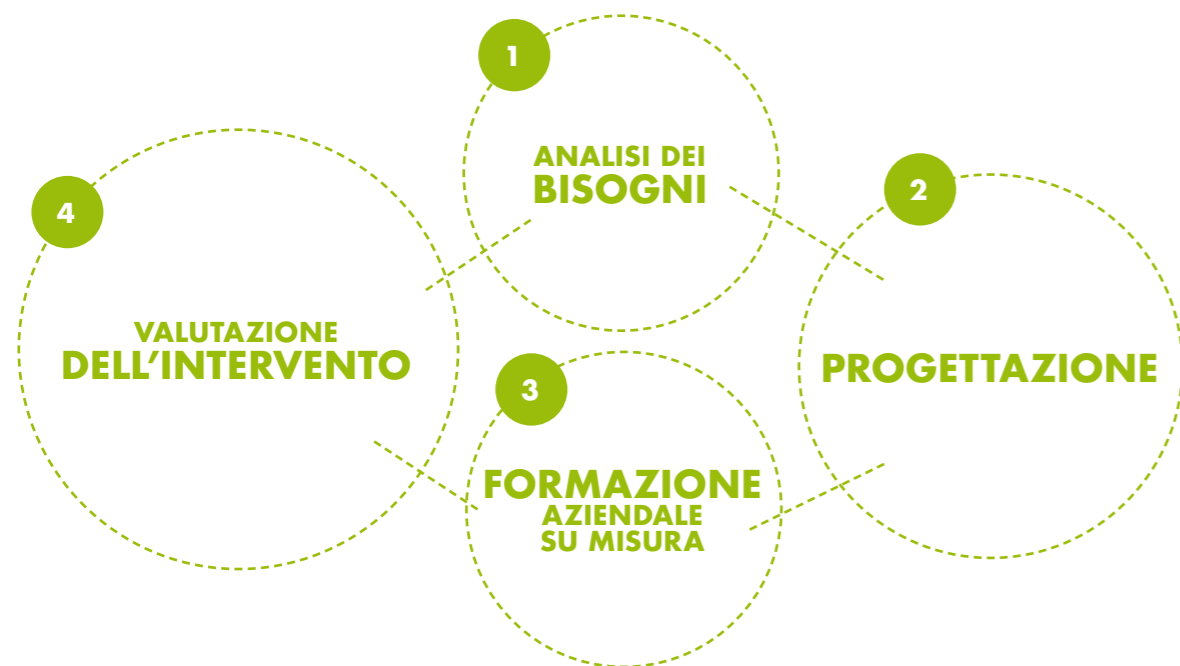 1
ANALISI DEI
BISOGNI
2
PROGETTAZIONE
3
FORMAZIONE
AZIENDALE
SU MISURA
4
VALUTAZIONE
DELL’INTERVENTO